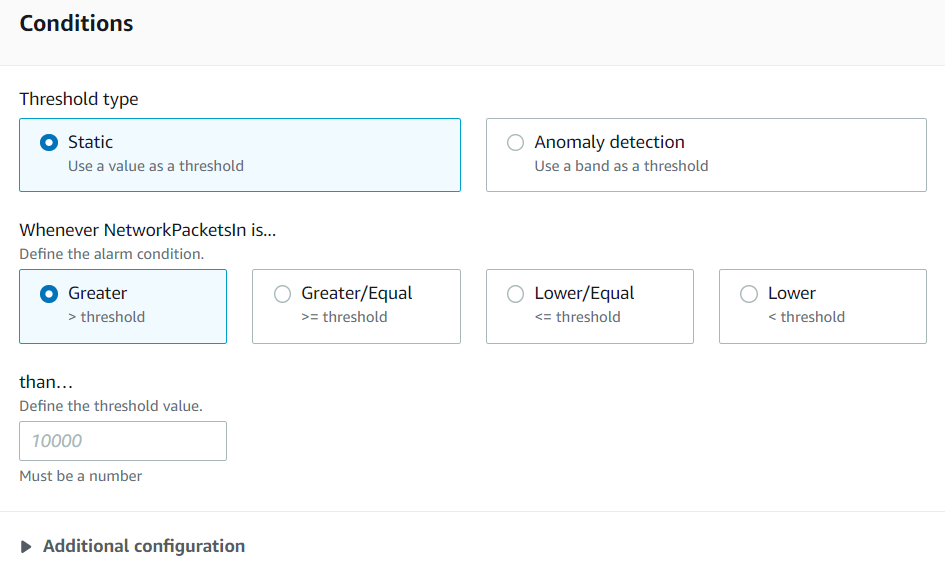 Conditions
Threshold type
Static
Use a value as a threshold
Anomaly detection
Use a band as a threshold
Whenever NetworkPacketsIn is...
Define the alarm condition.
Greater
> threshold
Greater/Equal
>= threshold
Lower/Equal
<= threshold
Lower
< threshold
than…
Define the threshold value.
10000
Must be a number
Additional configuration